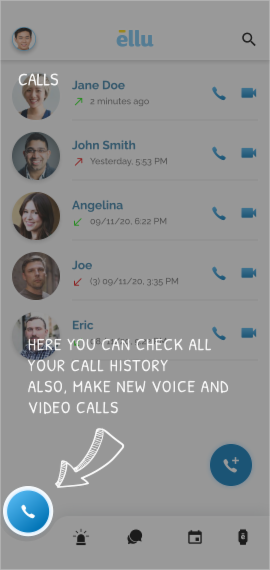 ellu
CALLS
Jane Doe
2 minutes ago
John Smith
Yesterday, 5.53 PM
Angelina
09/11/20, 6:22 PM
Joe
(3) 09/11/20, 3:35 PM
Eric
HERE YOU CAN CHECK ALL
YOUR CALL HISTORY
ALSO, MAKE NEW VOICE AND
VIDEO CALLS